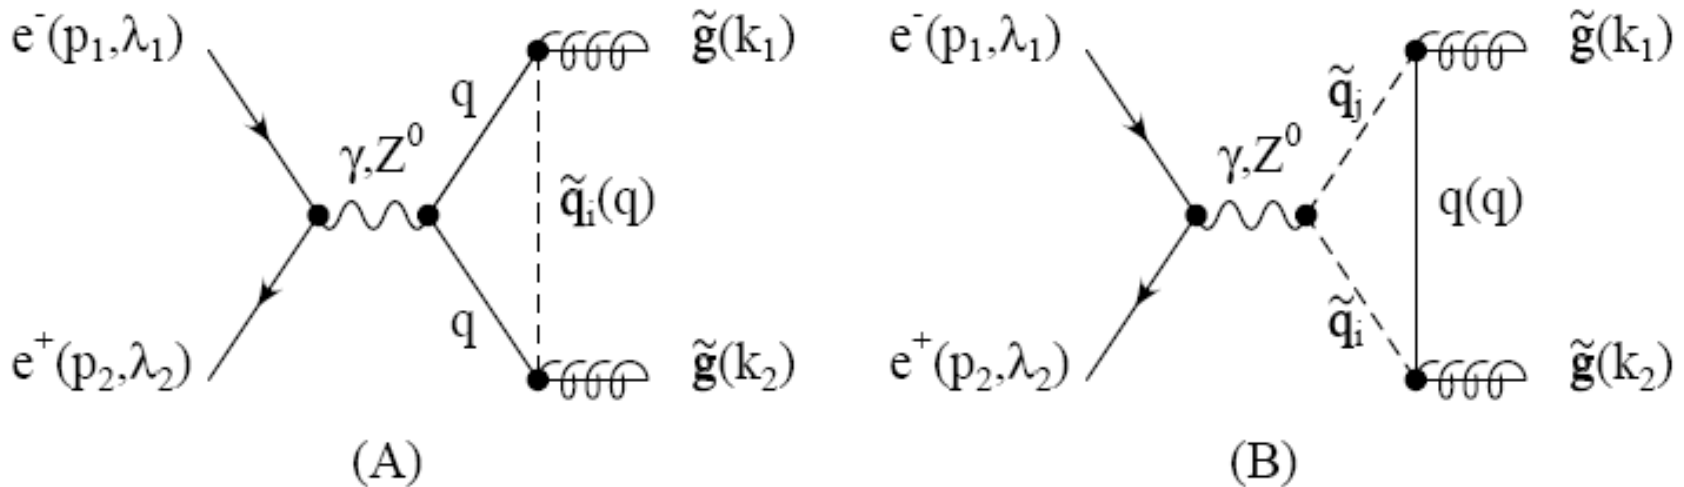 e⁻(p₁,λ₁) g̃(k₁) e⁻(p₁,λ₁) g̃(k₁)
q q̃ⱼ
γ,Z⁰ γ,Z⁰
q̃ᵢ(q) q(q)
q q̃ᵢ
e⁺(p₂,λ₂) g̃(k₂) e⁺(p₂,λ₂) g̃(k₂)
(A) (B)